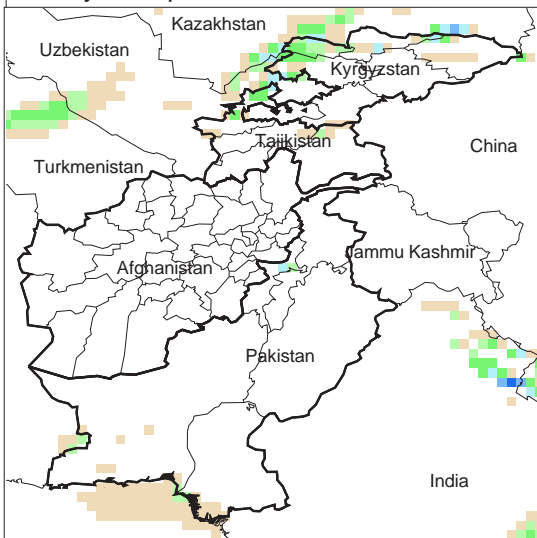 Kazakhstan
Uzbekistan
Kyrgyzstan
Tajikistan
China
Turkmenistan
Jammu Kashmir
Afghanistan
Pakistan
India